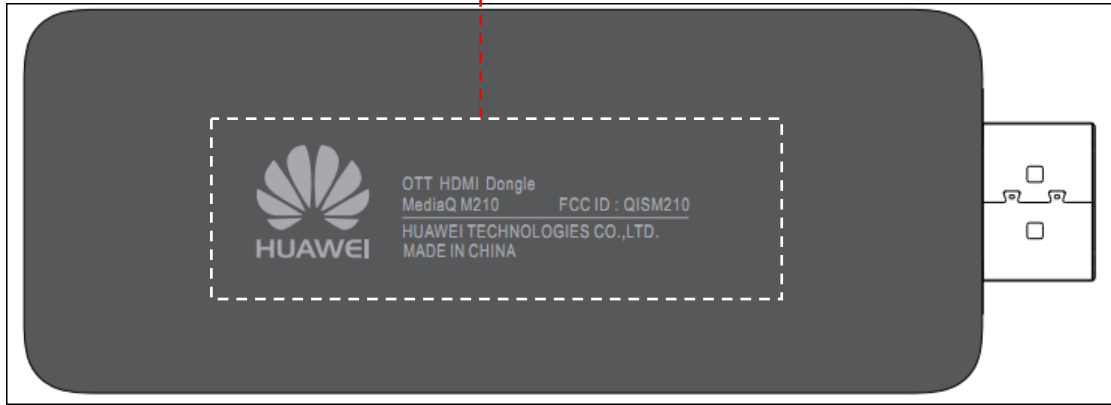 HUAWEI
OTT HDMI Dongle
MediaQ M210 FCC ID : QISM210
HUAWEI TECHNOLOGIES CO.,LTD.
MADE IN CHINA